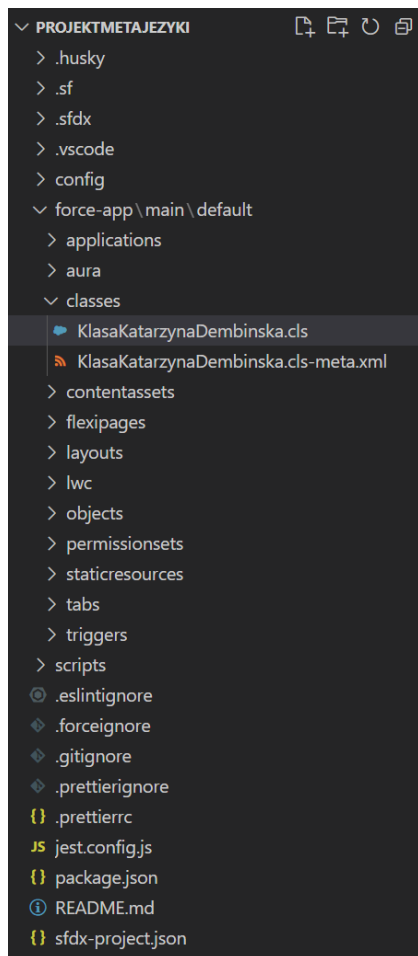 PROJEKTMETAJEZYKI
.husky
.sf
.sfdx
.vscode
config
force-app\main\default
applications
aura
classes
KlasaKatarzynaDembinska.cls
KlasaKatarzynaDembinska.cls-meta.xml
contentassets
flexipages
layouts
lwc
objects
permissionsets
staticresources
tabs
triggers
scripts
.eslintignore
.forceignore
.gitignore
.prettierignore
{} .prettierrc
JS jest.config.js
{} package.json
README.md
{} sfdx-project.json